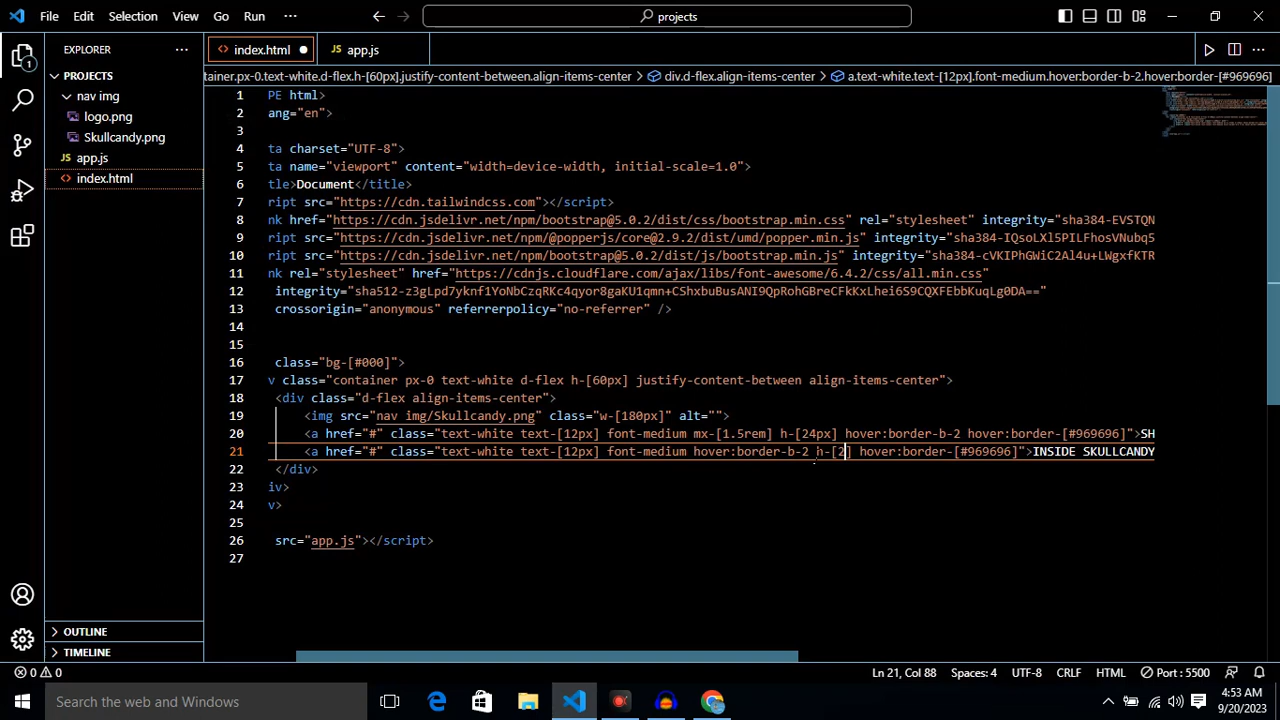 File Edit Selection View Go Run ··· projects
EXPLORER ···
index.html
JS app.js
PROJECTS
nav img
logo.png
Skullcandy.png
JS app.js
index.html
1
tainer.px-0.text-white.d-flex.h-[60px].justify-content-between.align-items-center > div.d-flex.align-items-center > a.text-white.text-[12px].font-medium.hover:border-b-2.hover:border-[#969696]
1 PE html>
2 ang="en">
3
4 ta charset="UTF-8">
5 ta name="viewport" content="width=device-width, initial-scale=1.0">
6 tle>Document</title>
7 ript src="https://cdn.tailwindcss.com"></script>
8 nk href="https://cdn.jsdelivr.net/npm/bootstrap@5.0.2/dist/css/bootstrap.min.css" rel="stylesheet" integrity="sha384-EVSTQN
9 ript src="https://cdn.jsdelivr.net/npm/@popperjs/core@2.9.2/dist/umd/popper.min.js" integrity="sha384-IQsoLXl5PILFhosVNubq5
10 ript src="https://cdn.jsdelivr.net/npm/bootstrap@5.0.2/dist/js/bootstrap.min.js" integrity="sha384-cVKIPhGWiC2Al4u+LWgxfKTR
11 nk rel="stylesheet" href="https://cdnjs.cloudflare.com/ajax/libs/font-awesome/6.4.2/css/all.min.css"
12 integrity="sha512-z3gLpd7yknf1YoNbCzqRKc4qyor8gaKU1qmn+CShxbuBusANI9QpRohGBreCFkKxLhei6S9CQXFEbbKuqLg0DA=="
13 crossorigin="anonymous" referrerpolicy="no-referrer" />
14
15
16 class="bg-[#000]">
17 v class="container px-0 text-white d-flex h-[60px] justify-content-between align-items-center">
18 <div class="d-flex align-items-center">
19 <img src="nav img/Skullcandy.png" class="w-[180px]" alt="">
20 <a href="#" class="text-white text-[12px] font-medium mx-[1.5rem] h-[24px] hover:border-b-2 hover:border-[#969696]">SH
21 <a href="#" class="text-white text-[12px] font-medium hover:border-b-2 h-[2] hover:border-[#969696]">INSIDE SKULLCANDY
22 </div>
23 iv>
24 v>
25
26 src="app.js"></script>
27
OUTLINE
TIMELINE
0 0 Ln 21, Col 88 Spaces: 4 UTF-8 CRLF HTML Port : 5500
Search the web and Windows
4:53 AM
9/20/2023